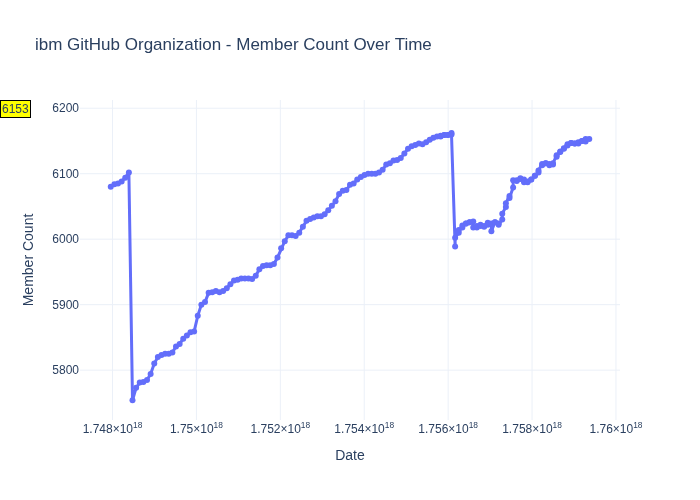 ibm GitHub Organization - Member Count Over Time
6153
6200
6100
6000
5900
5800
Member Count
1.748×10¹⁸ 1.75×10¹⁸ 1.752×10¹⁸ 1.754×10¹⁸ 1.756×10¹⁸ 1.758×10¹⁸ 1.76×10¹⁸
Date